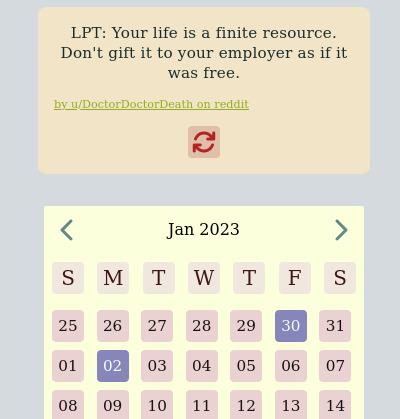 LPT: Your life is a finite resource.
Don't gift it to your employer as if it
was free.
by u/DoctorDoctorDeath on reddit
Jan 2023
S M T W T F S
25 26 27 28 29 30 31
01 02 03 04 05 06 07
08 09 10 11 12 13 14